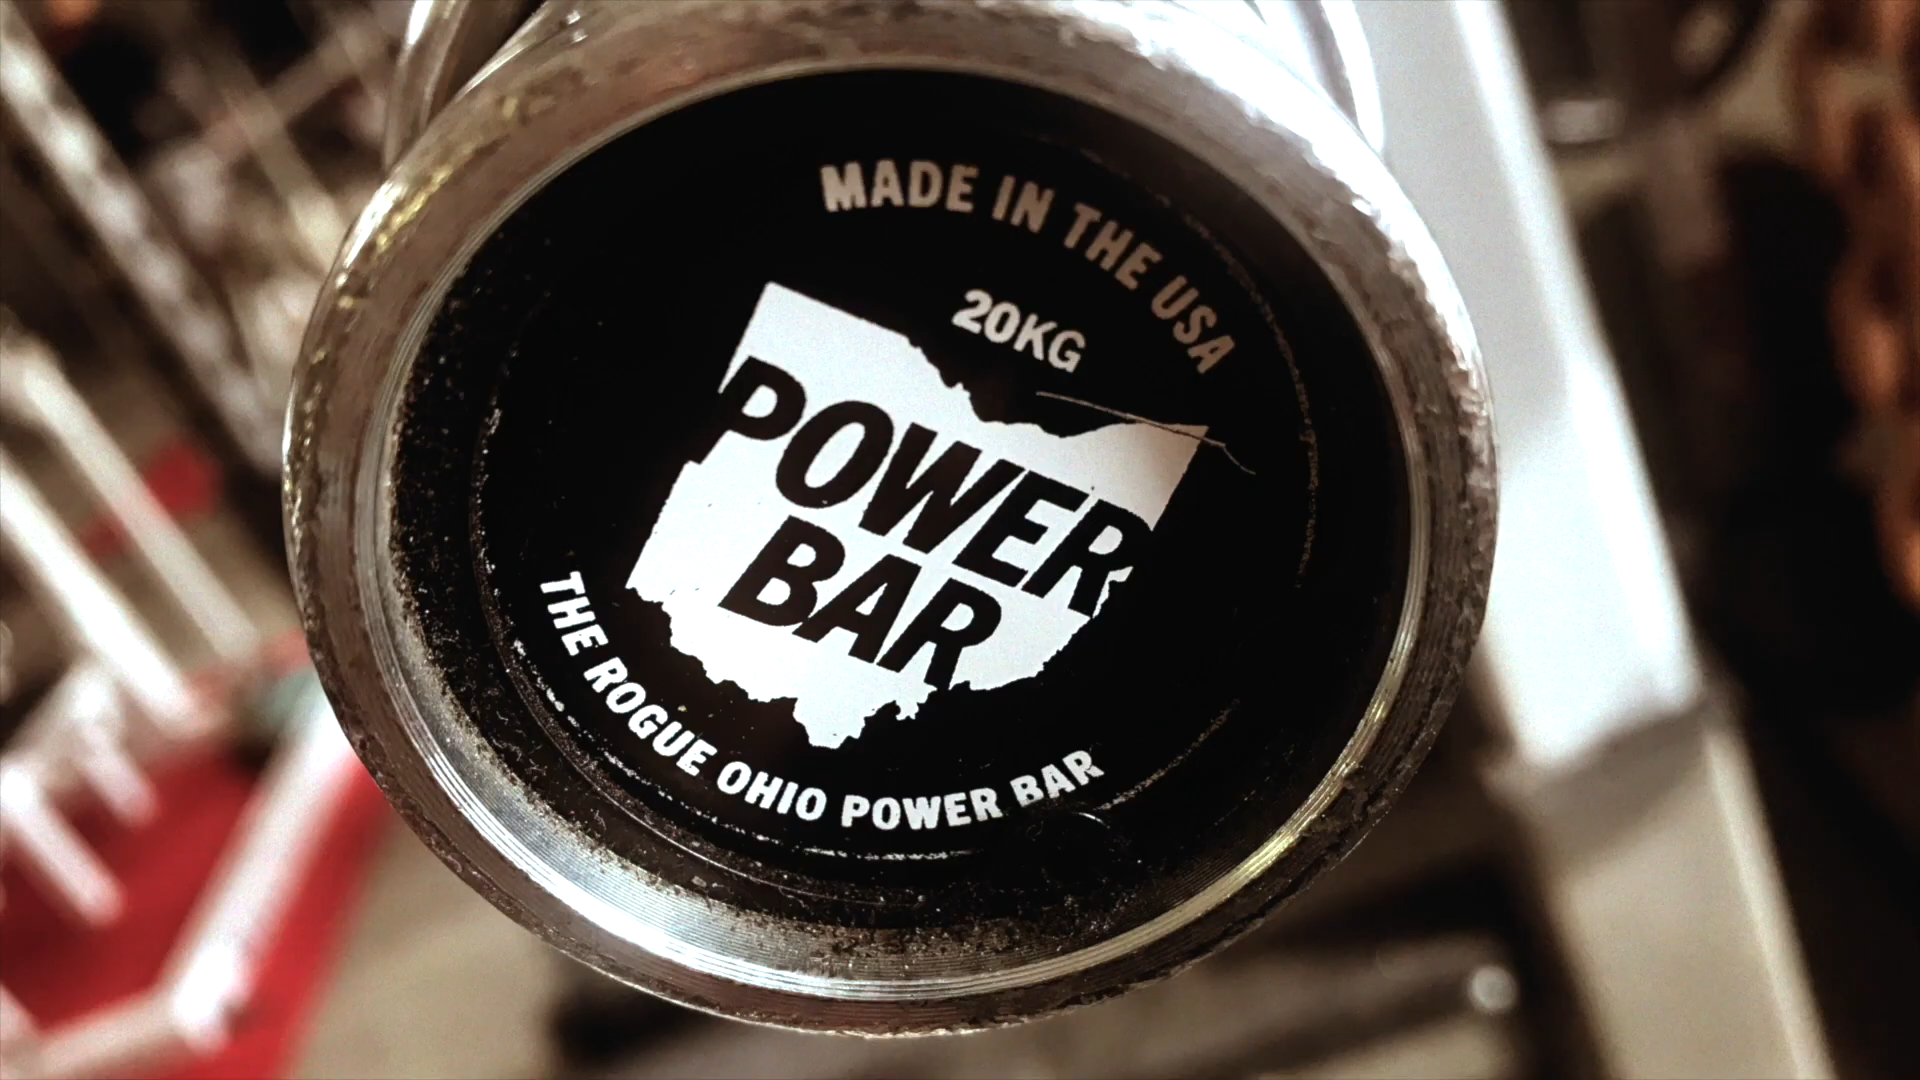 MADE IN THE USA
20KG
POWER
BAR
THE ROGUE OHIO POWER BAR